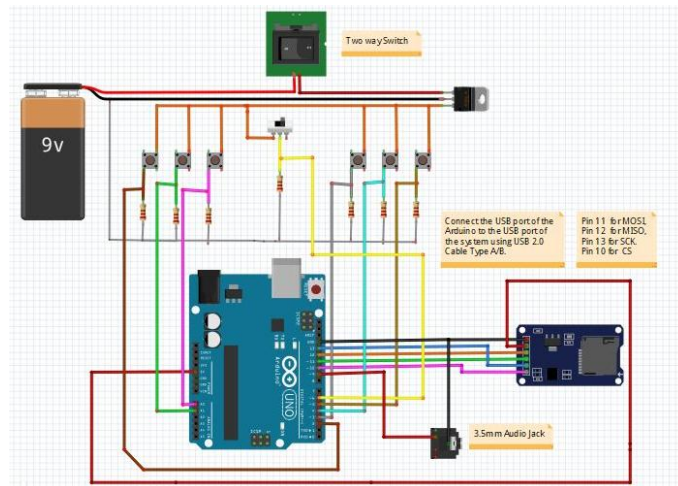 Two way Switch
9v
Connect the USB port of the
Arduino to the USB port of
the system using USB 2.0
Cable Type A/B.
Pin 11 for MOSI,
Pin 12 for MISO,
Pin 13 for SCK.
Pin 10 for CS
ARDUINO
UNO
3.5mm Audio Jack